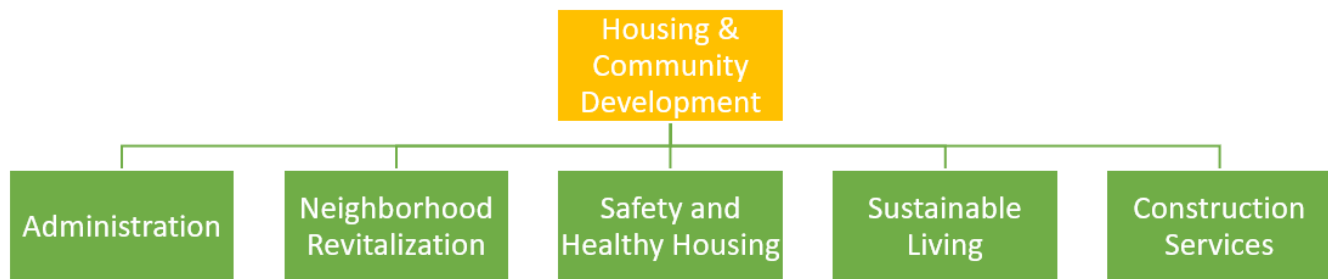 Housing &
Community
Development
Administration
Neighborhood
Revitalization
Safety and
Healthy Housing
Sustainable
Living
Construction
Services